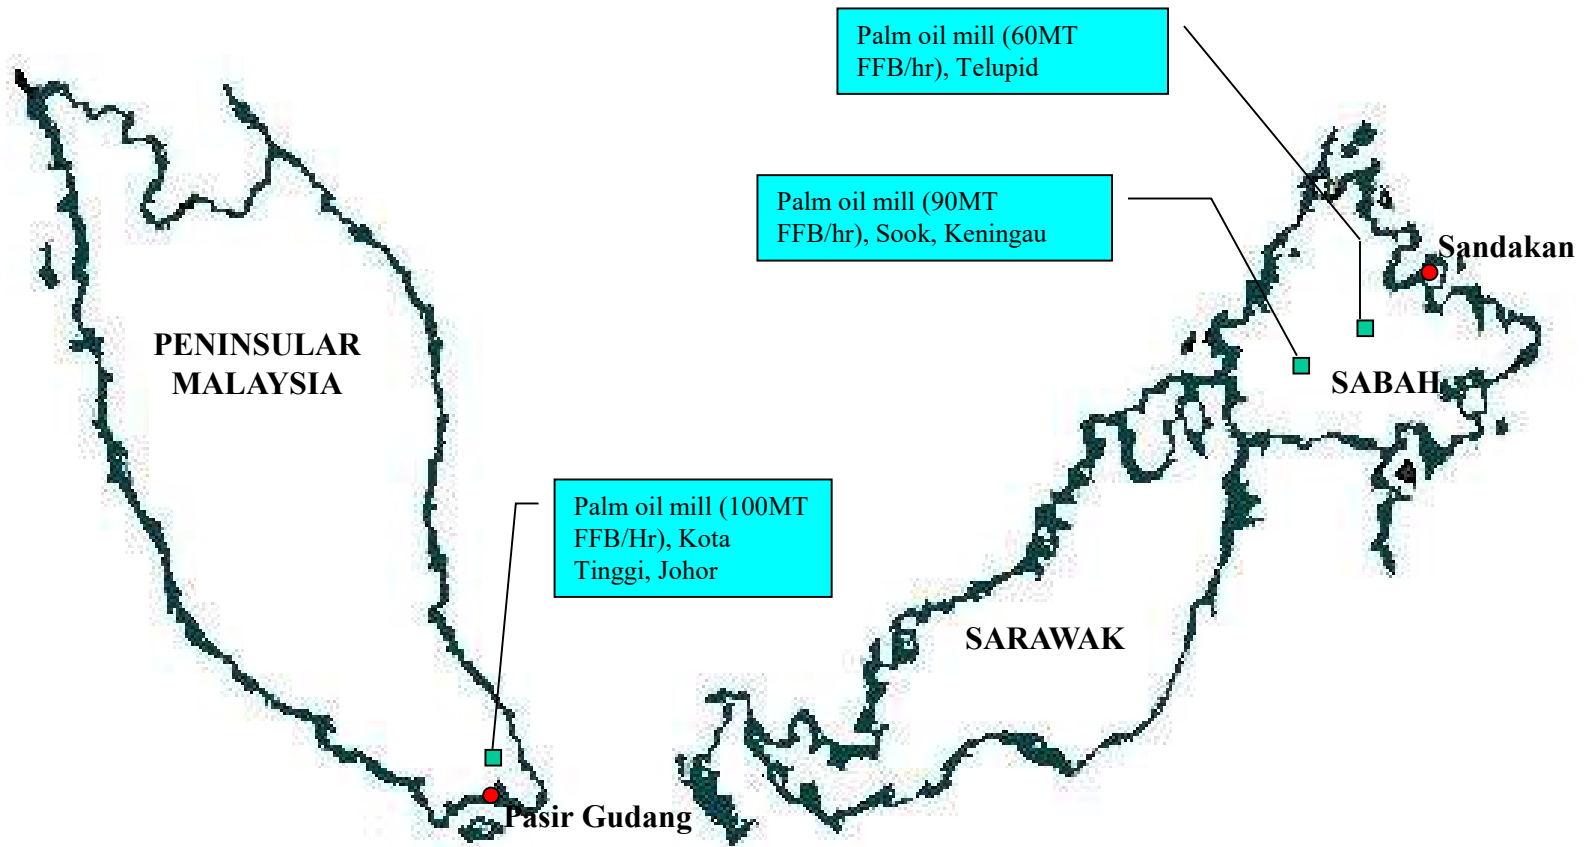 Palm oil mill (60MT
FFB/hr), Telupid
Palm oil mill (90MT
FFB/hr), Sook, Keningau
Sandakan
PENINSULAR
MALAYSIA
SABAH
Palm oil mill (100MT
FFB/Hr), Kota
Tinggi, Johor
SARAWAK
Pasir Gudang